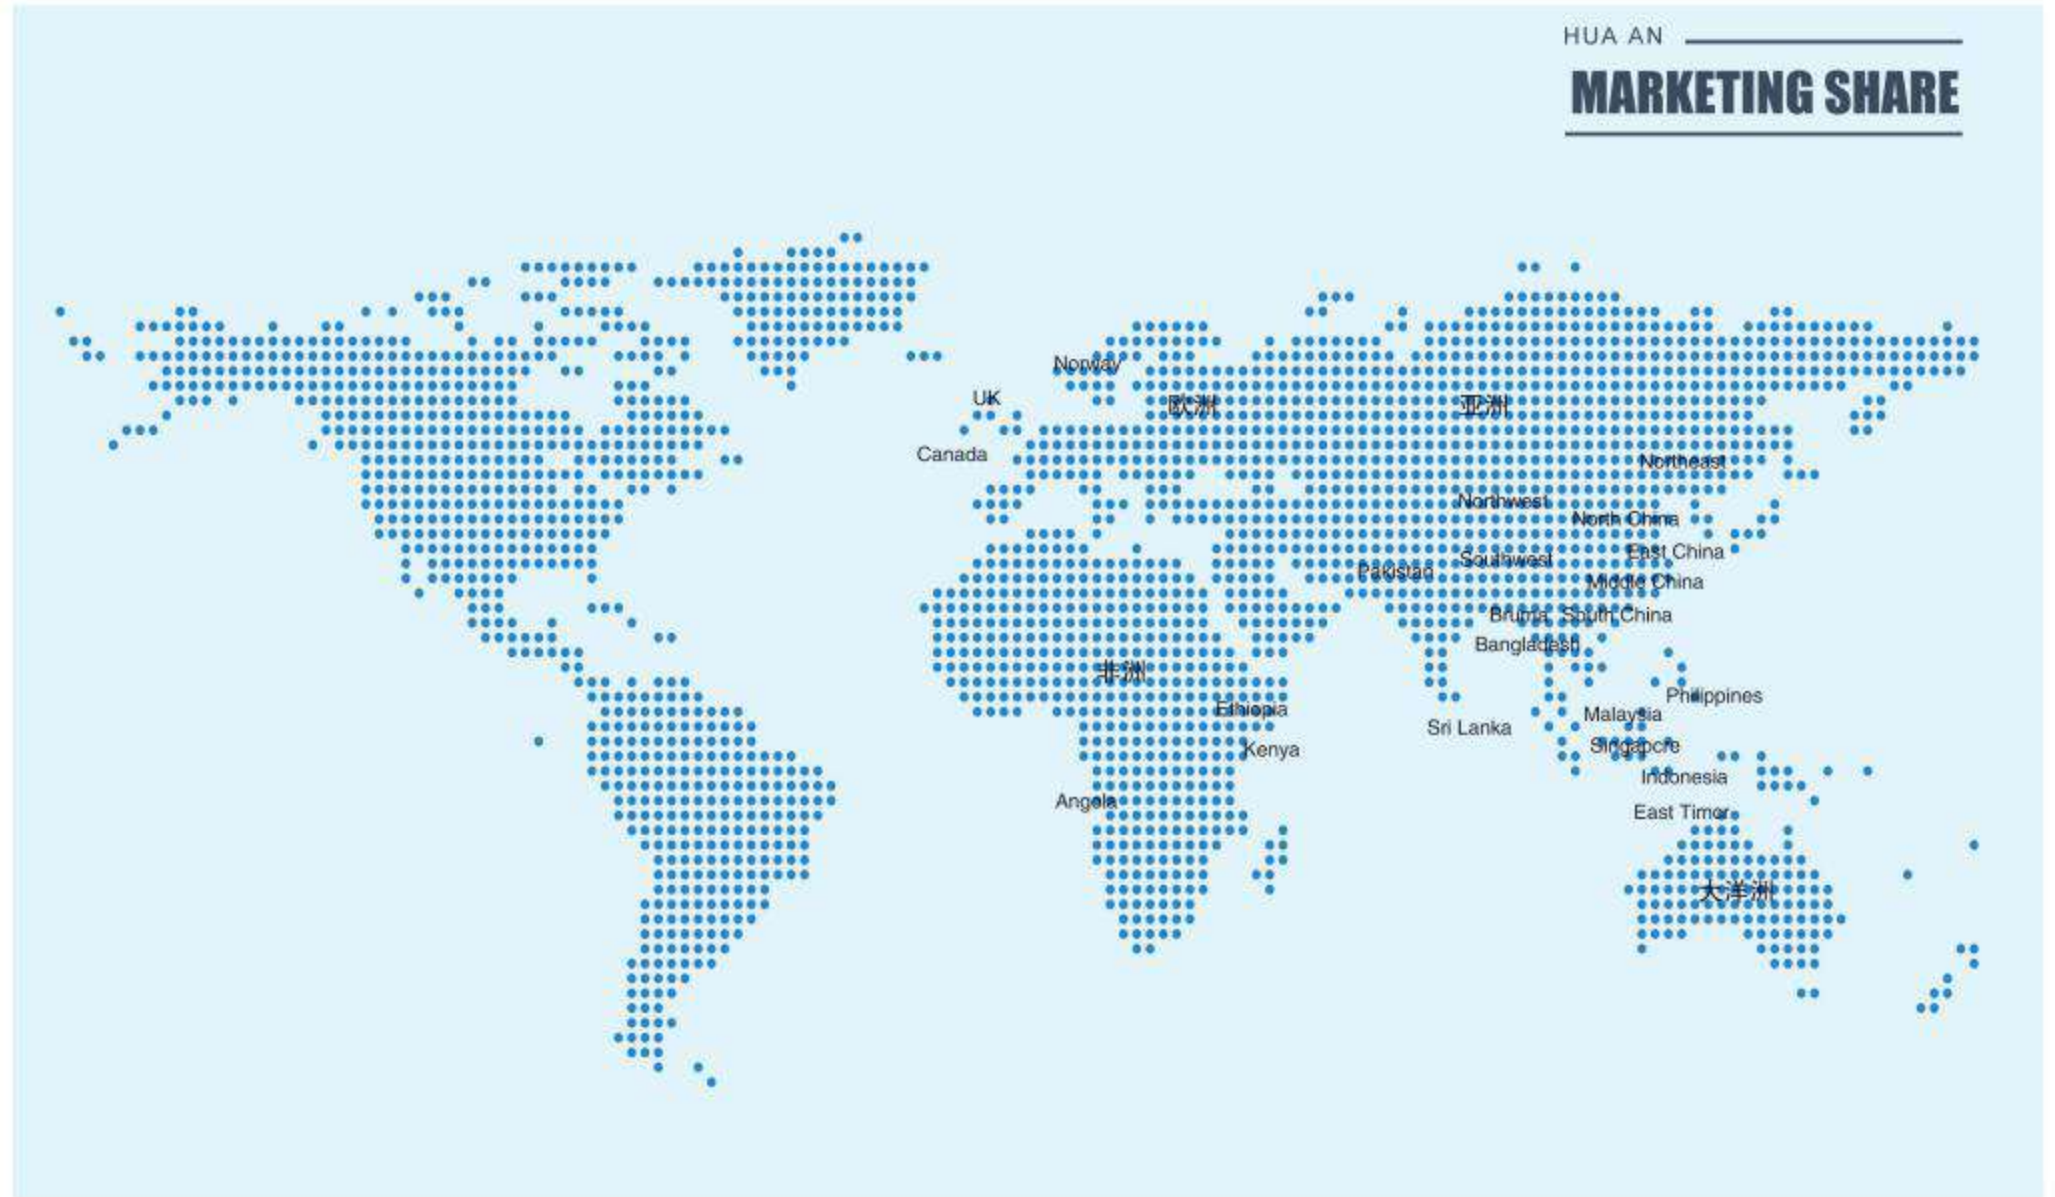 HUA AN
MARKETING SHARE
Norway
UK
欧洲
亚洲
Canada
Northeast
Northwest
North China
East China
Southwest
Pakistan
Middle China
Bruma
South China
Bangladesh
非洲
Philippines
Ethiopia
Malaysia
Sri Lanka
Singapore
Kenya
Indonesia
Angola
East Timor
大洋洲